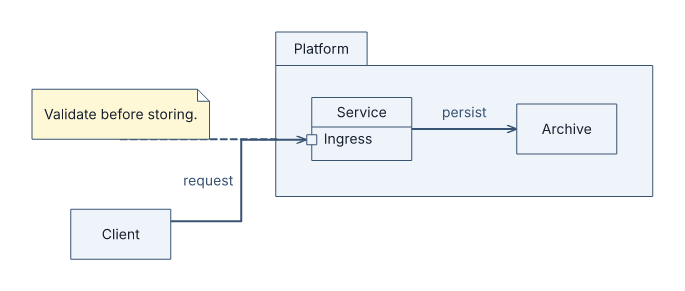 Platform
Validate before storing.
Service
persist
Ingress
Archive
request
Client